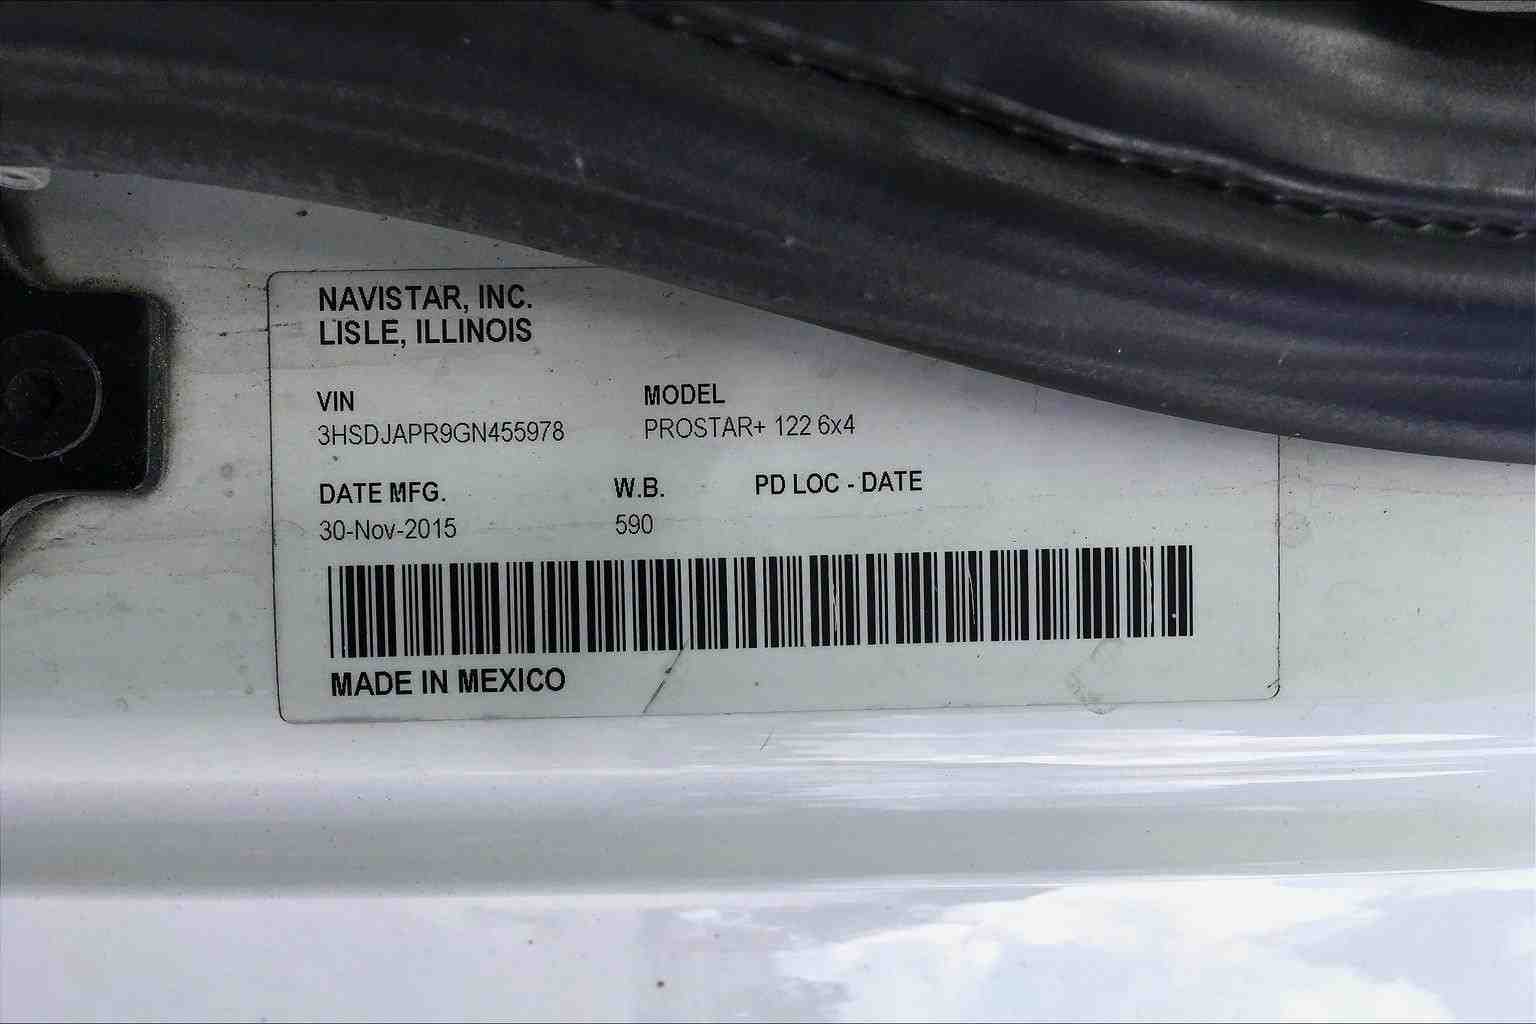 NAVISTAR, INC.
LISLE, ILLINOIS
VIN MODEL
3HSDJAPR9GN455978 PROSTAR+ 122 6x4
DATE MFG. W.B. PD LOC - DATE
30-Nov-2015 590
MADE IN MEXICO